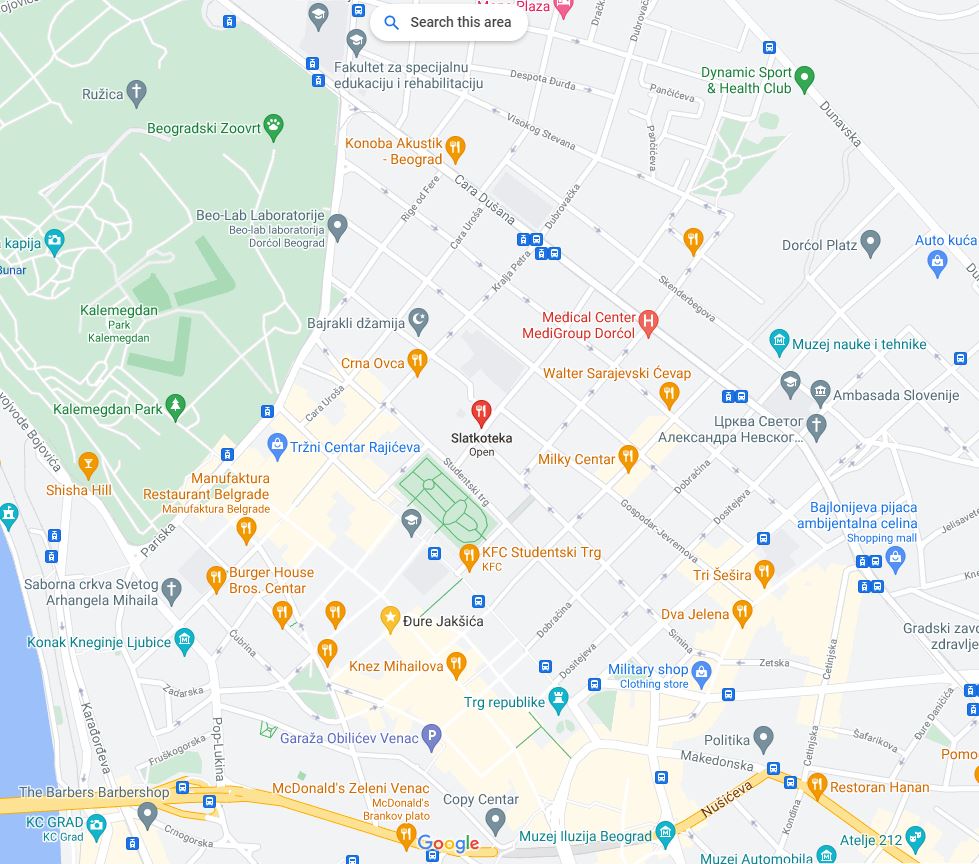 Mona Plaza
Search this area
Dračka
Dubrovačka
Fakultet za specijalnu
edukaciju i rehabilitaciju
Despota Đurđa
Dynamic Sport
& Health Club
Ružica
Pančićeva
Dunavska
Beogradski Zoovrt
Visokog Stevana
Pančićeva
Konoba Akustik
- Beograd
Cara Dušana
Rige od Fere
Dubrovačka
Beo-Lab Laboratorije
Beo-lab laboratorija
Dorćol Beograd
Cara Uroša
a kapija
Dorćol Platz
Auto kuća
Bunar
Kralja Petra
Skenderbegova
Kalemegdan
Park
Kalemegdan
Bajrakli džamija
Medical Center
MediGroup Dorćol
Muzej nauke i tehnike
Crna Ovca
Walter Sarajevski Ćevap
Cara Uroša
Ambasada Slovenije
Kalemegdan Park
Slatkoteka
Open
Црква Светог
Александра Невског...
vojvode Bojovića
Tržni Centar Rajićeva
Milky Centar
Studentski trg
Dobračina
Shisha Hill
Manufaktura
Restaurant Belgrade
Manufaktura Belgrade
Dositejeva
Gospodar-Jevremova
Bajlonijeva pijaca
ambijentalna celina
Shopping mall
Jelisavete
Pariska
KFC Studentski Trg
KFC
Saborna crkva Svetog
Arhangela Mihaila
Burger House
Bros. Centar
Tri Šešira
Đure Jakšića
Dobračina
Dva Jelena
Konak Kneginje Ljubice
Čubrina
Simina
Gradski zavo
zdravlje
Cetinjska
Knez Mihailova
Dositejeva
Zetska
Military shop
Clothing store
Zadarska
Trg republike
Karađorđeva
Pop-Lukina
Đure Daničića
Garaža Obilićev Venac
Politika
Makedonska
Cetinjska
Šafarikova
Fruškogorska
Pomo
The Barbers Barbershop
McDonald's Zeleni Venac
McDonald's
Brankov plato
Copy Centar
Nušićeva
Restoran Hanan
Kondina
KC GRAD
KC Grad
Crnogorska
Google
Muzej Iluzija Beograd
Atelje 212
Muzej Automobila